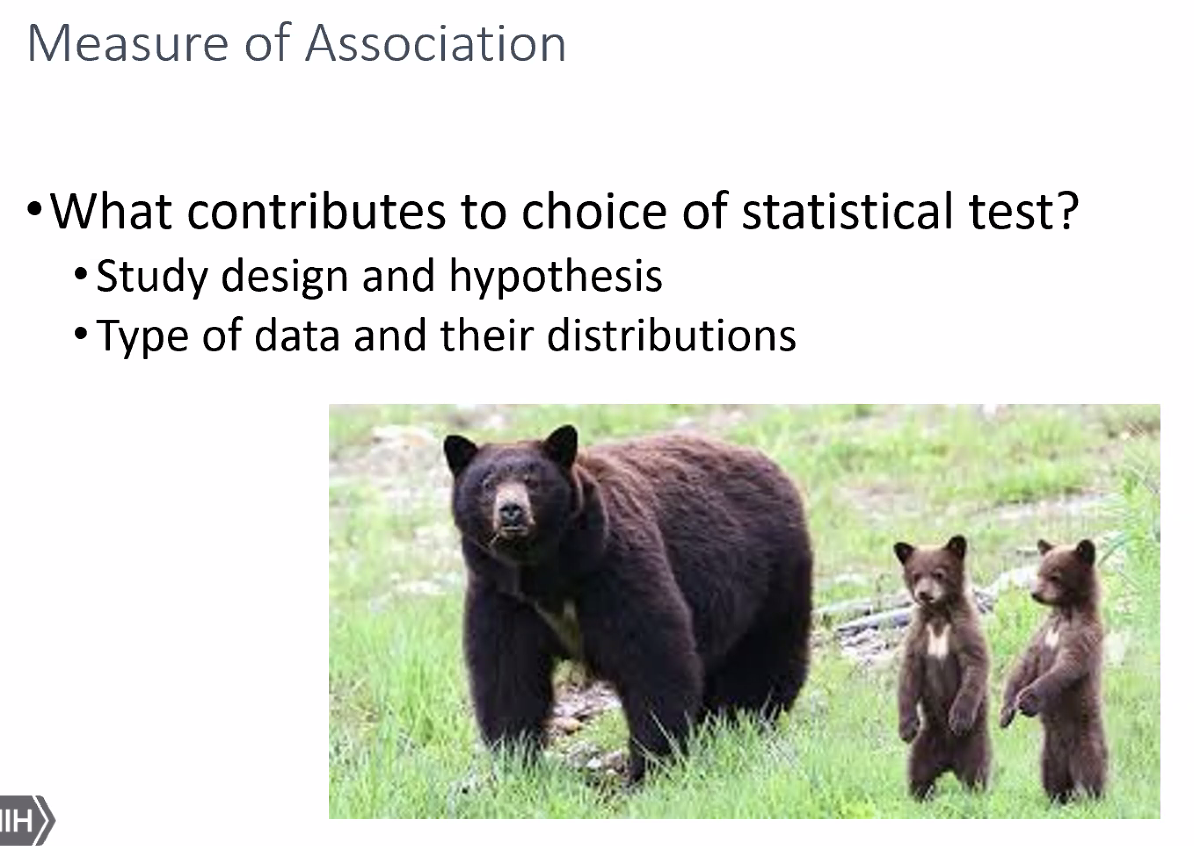 Measure of Association
•What contributes to choice of statistical test?
•Study design and hypothesis
•Type of data and their distributions